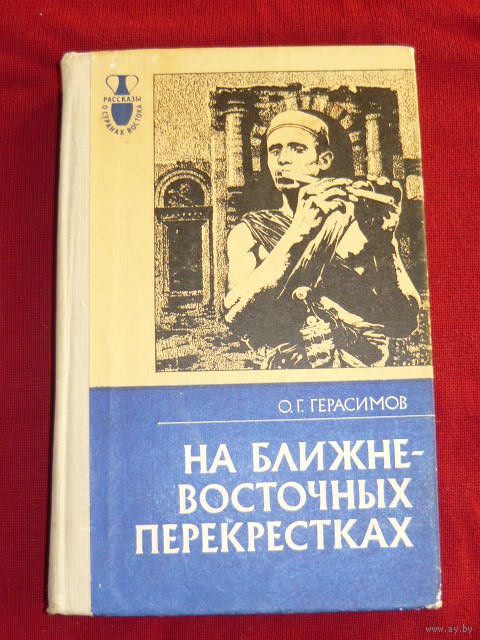 РАССКАЗЫ
О СТРАНАХ ВОСТОКА
О.Г. ГЕРАСИМОВ
НА БЛИЖНЕ-
ВОСТОЧНЫХ
ПЕРЕКРЕСТКАХ
www.ay.by